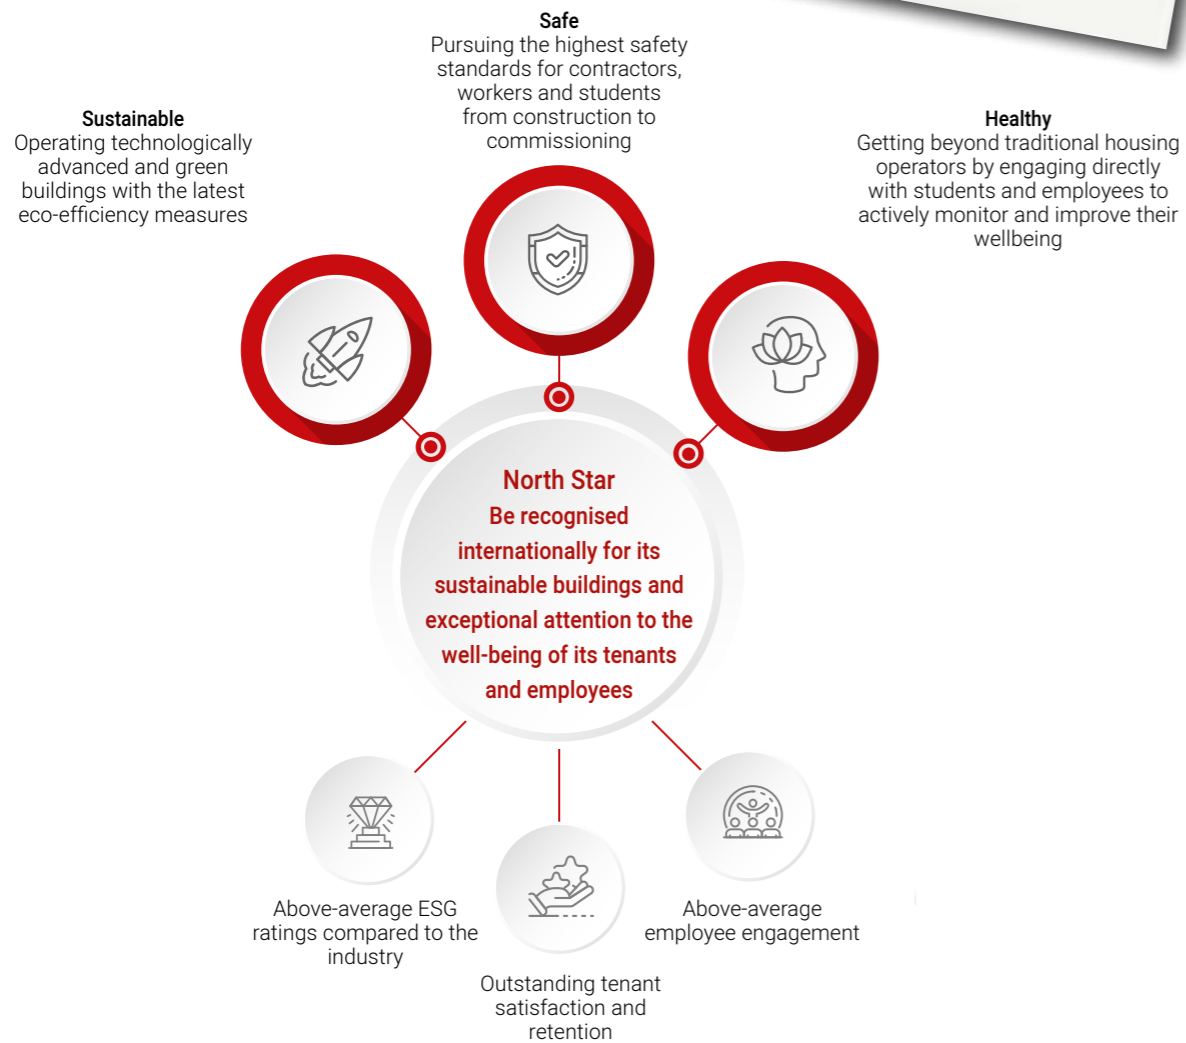 Safe
Pursuing the highest safety
standards for contractors,
workers and students
from construction to
commissioning
Sustainable
Operating technologically
advanced and green
buildings with the latest
eco-efficiency measures
Healthy
Getting beyond traditional housing
operators by engaging directly
with students and employees to
actively monitor and improve their
wellbeing
North Star
Be recognised
internationally for its
sustainable buildings and
exceptional attention to the
well-being of its tenants
and employees
Above-average ESG
ratings compared to the
industry
Outstanding tenant
satisfaction and
retention
Above-average
employee engagement